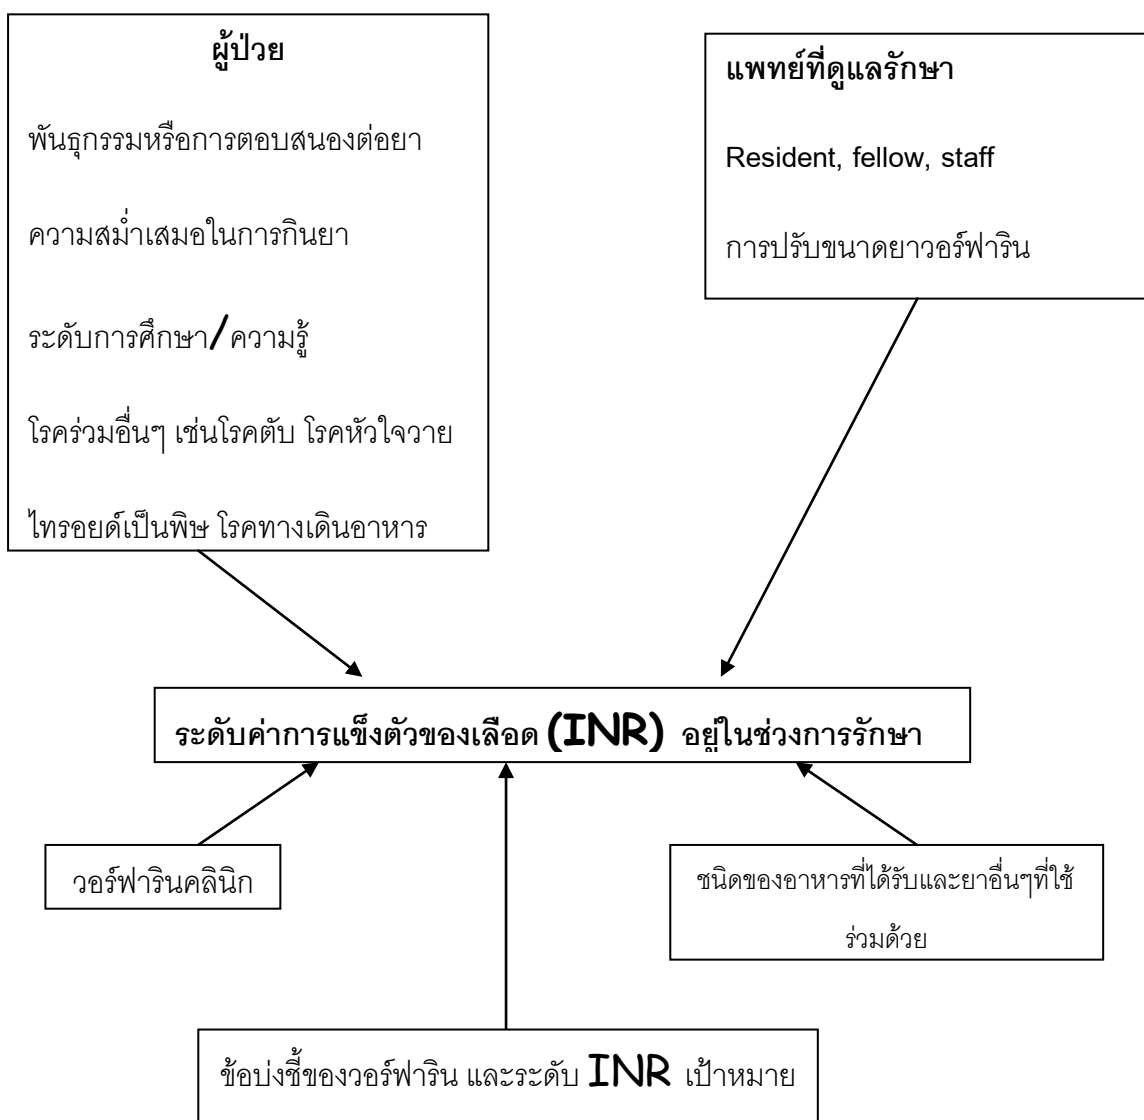 ผู้ป่วย
พันธุกรรมหรือการตอบสนองต่อยา
ความสม่ำเสมอในการกินยา
ระดับการศึกษา/ความรู้
โรคร่วมอื่นๆ เช่นโรคตับ โรคหัวใจวาย
ไทรอยด์เป็นพิษ โรคทางเดินอาหาร
แพทย์ที่ดูแลรักษา
Resident, fellow, staff
การปรับขนาดยาวอร์ฟาริน
ระดับค่าการแข็งตัวของเลือด (INR) อยู่ในช่วงการรักษา
วอร์ฟารินคลินิก
ชนิดของอาหารที่ได้รับและยาอื่นๆที่ใช้
ร่วมด้วย
ข้อบ่งชี้ของวอร์ฟาริน และระดับ INR เป้าหมาย